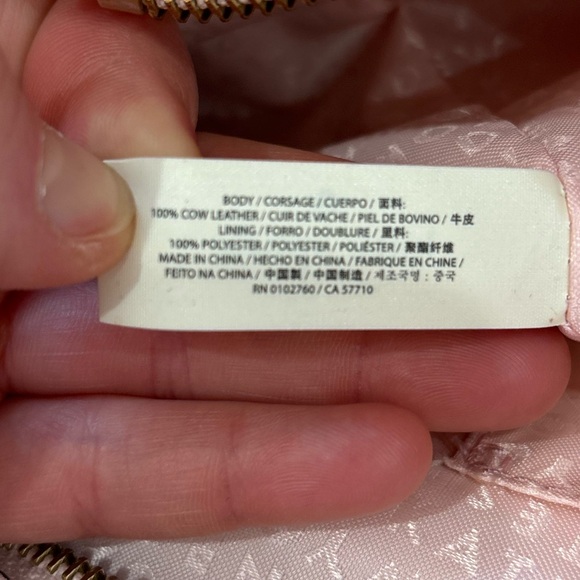 BODY / CORSAGE / CUERPO / 面料:
100% COW LEATHER / CUIR DE VACHE / PIEL DE BOVINO / 牛皮
LINING / FORRO / DOUBLURE / 里料:
100% POLYESTER / POLYESTER / POLIÉSTER / 聚酯纤维
MADE IN CHINA / HECHO EN CHINA / FABRIQUE EN CHINE /
FEITO NA CHINA / 中国製 / 中国制造 / 제조국명 : 중국
RN 0102760 / CA 57710